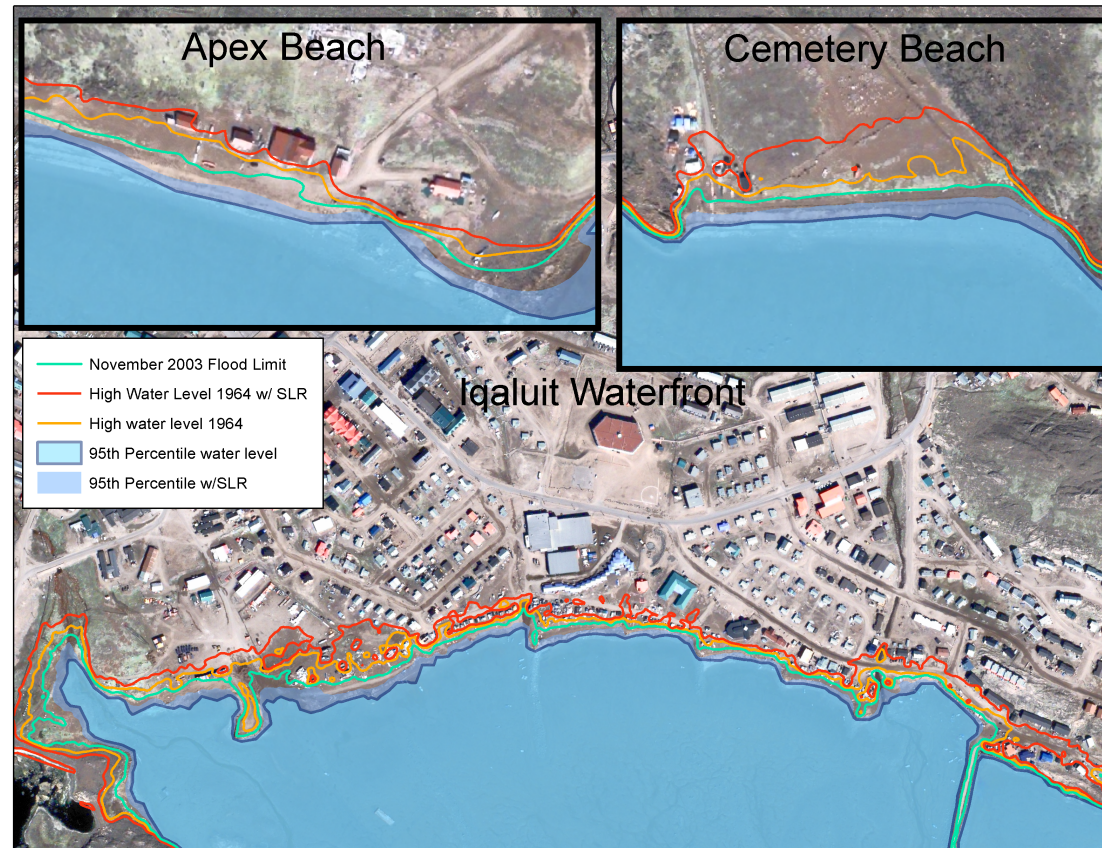 Apex Beach
Cemetery Beach
Iqaluit Waterfront
November 2003 Flood Limit
High Water Level 1964 w/ SLR
High water level 1964
95th Percentile water level
95th Percentile w/SLR